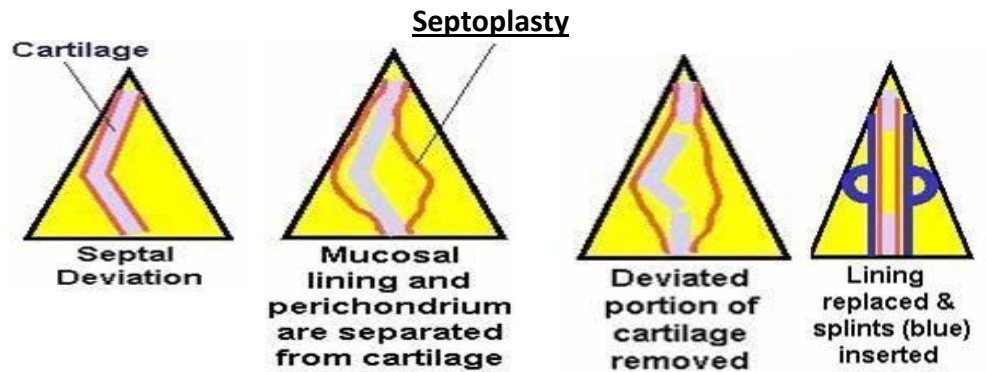 Septoplasty
Cartilage
Septal
Deviation
Mucosal
lining and
perichondrium
are separated
from cartilage
Deviated
portion of
cartilage
removed
Lining
replaced &
splints (blue)
inserted